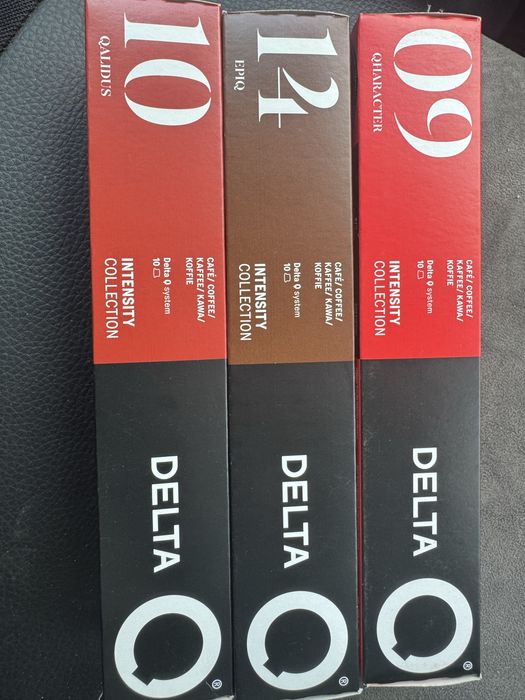 10
QALIDUS
CAFÉ/ COFFEE/
KAFFEE/ KAWA/
KOFFIE
Delta Q system
10
INTENSITY
COLLECTION
DELTA
Q®
14
EPIQ
CAFÉ/ COFFEE/
KAFFEE/ KAWA/
KOFFIE
Delta Q system
10
INTENSITY
COLLECTION
DELTA
Q®
09
QHARACTER
CAFÉ/ COFFEE/
KAFFEE/ KAWA/
KOFFIE
Delta Q system
10
INTENSITY
COLLECTION
DELTA
Q®